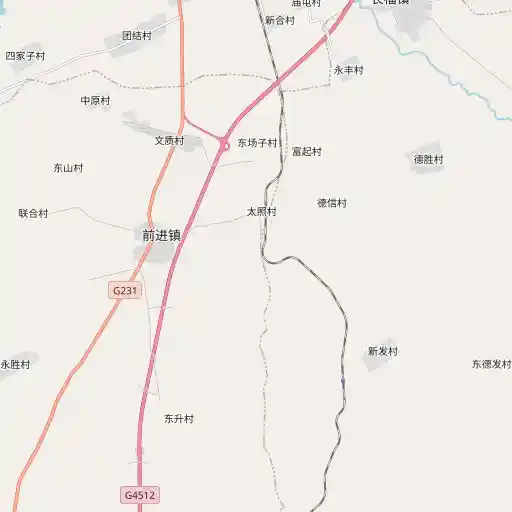 庙屯村
长福镇
新合村
团结村
四家子村
永丰村
中原村
文质村
东场子村
富起村
德胜村
东山村
德信村
联合村
太照村
前进镇
G231
新发村
永胜村
东德发村
东升村
G4512